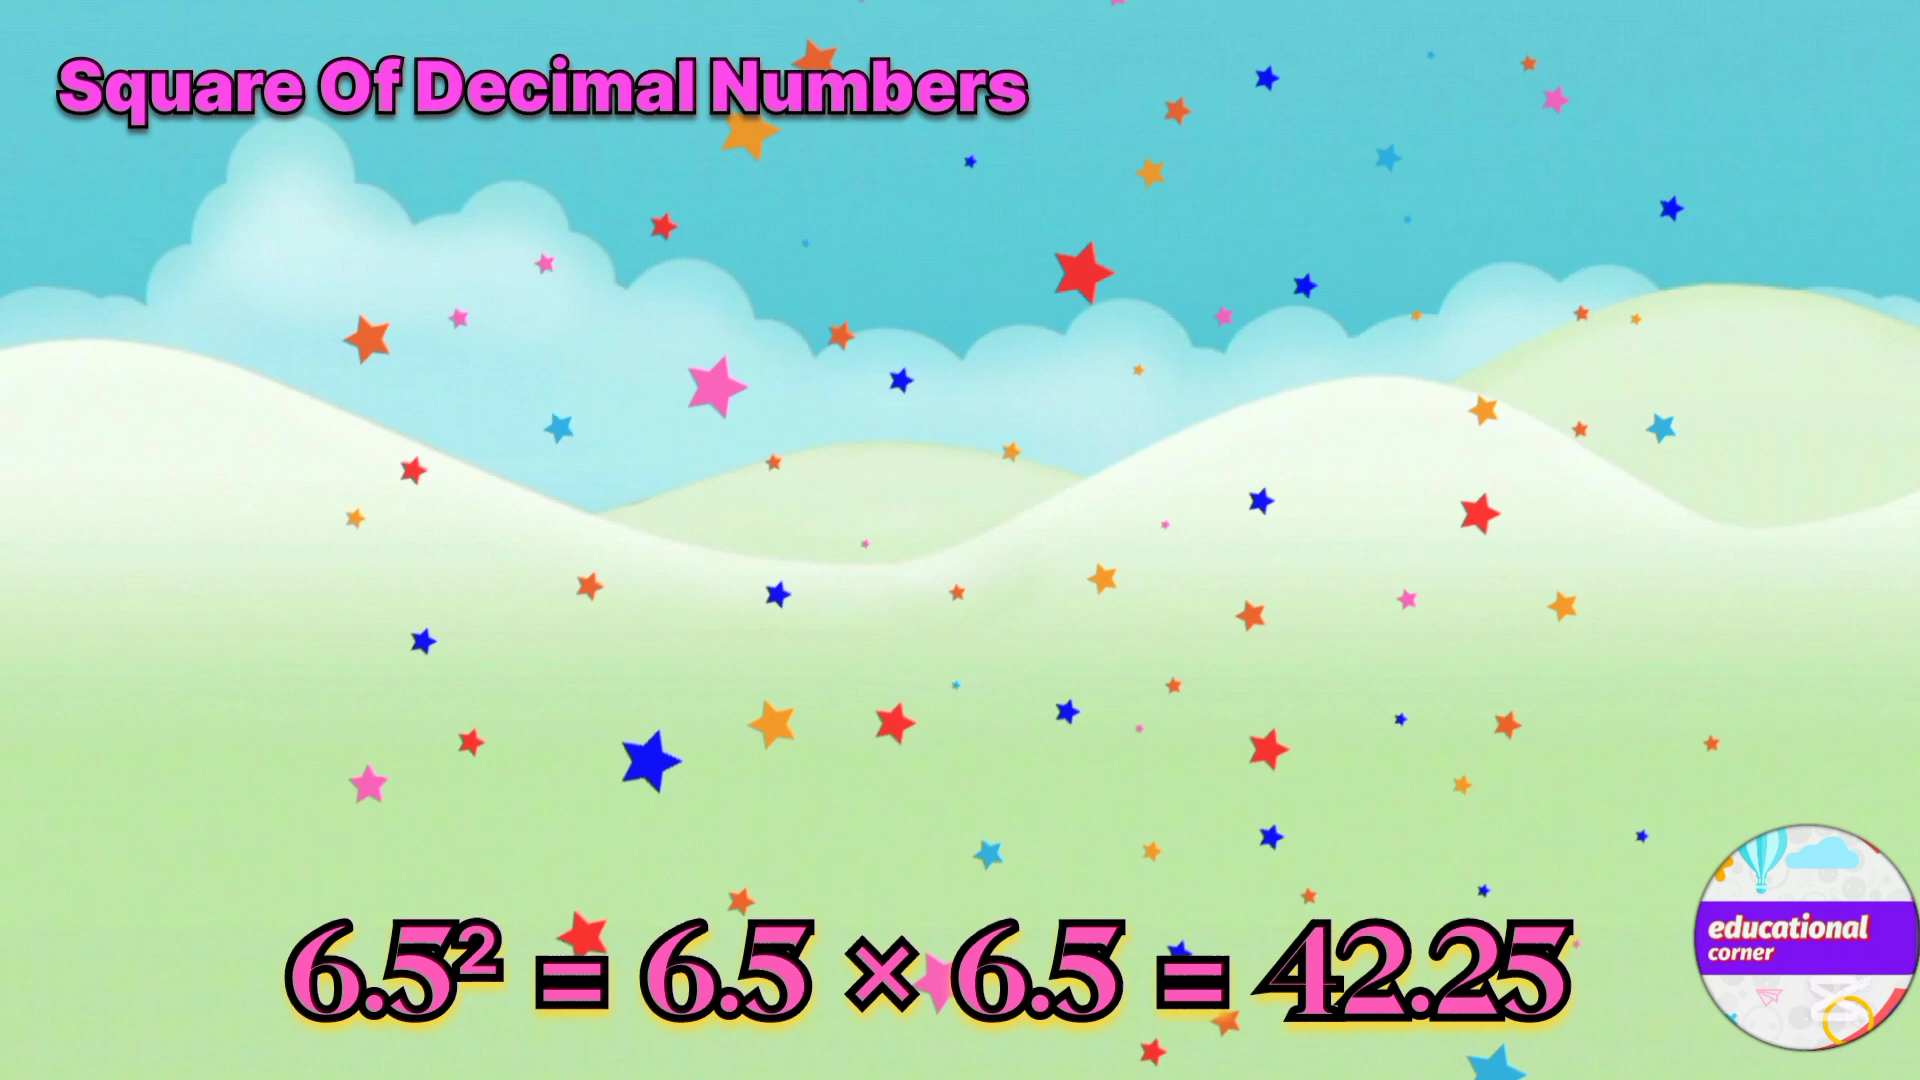 Square Of Decimal Numbers
6.5² = 6.5 × 6.5 = 42.25
educational
corner